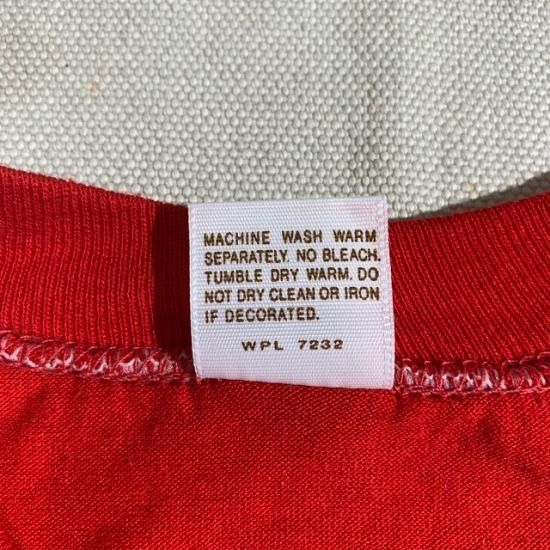 MACHINE WASH WARM
SEPARATELY. NO BLEACH.
TUMBLE DRY WARM. DO
NOT DRY CLEAN OR IRON
IF DECORATED.
WPL 7232